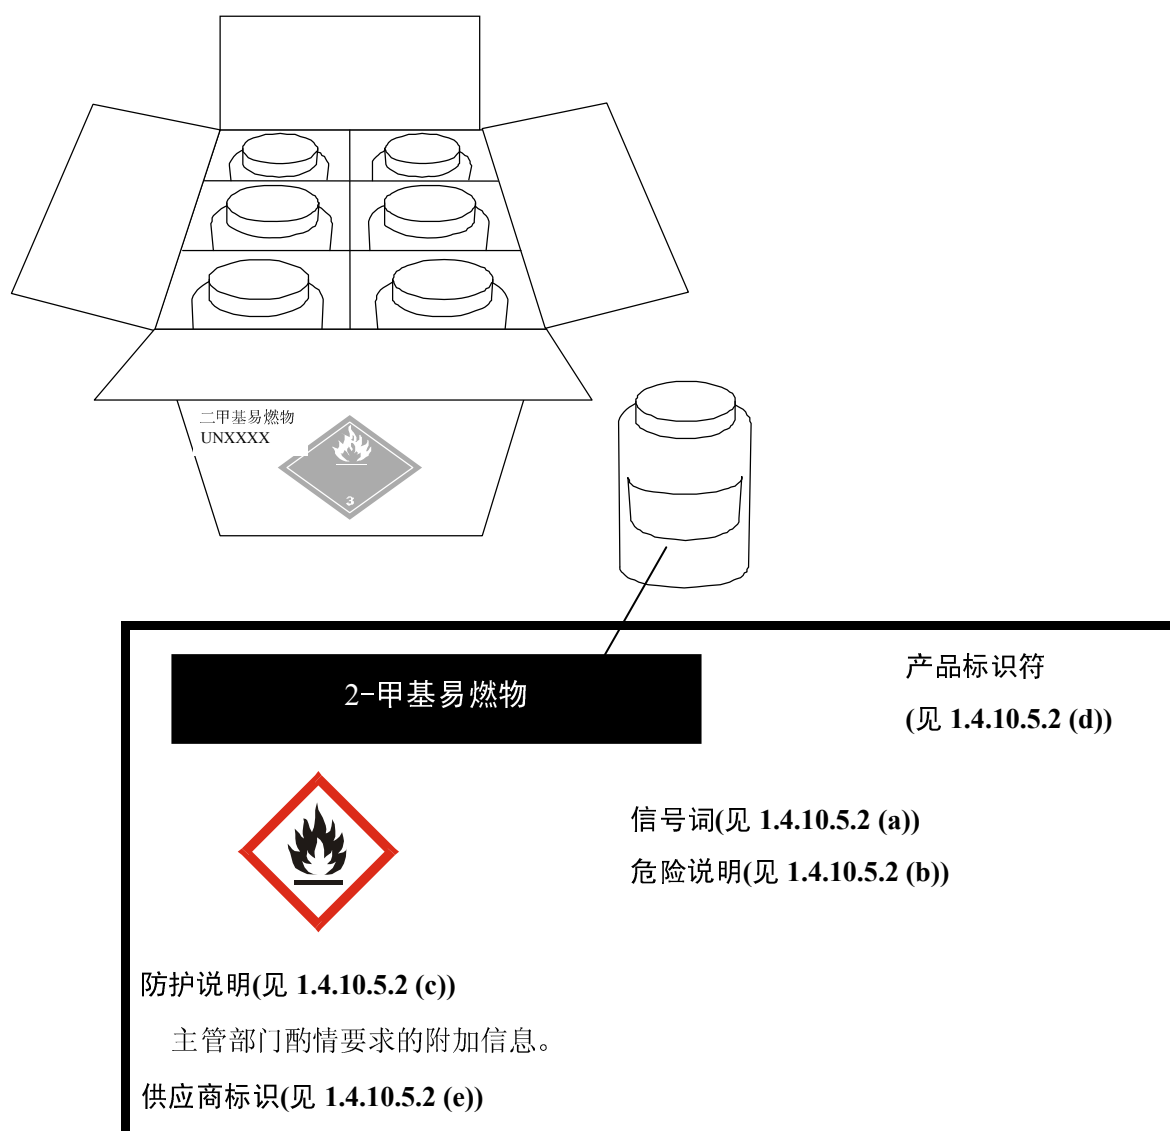 二甲基易燃物
UNXXXX
3
2-甲基易燃物
产品标识符
(见 1.4.10.5.2 (d))
信号词(见 1.4.10.5.2 (a))
危险说明(见 1.4.10.5.2 (b))
防护说明(见 1.4.10.5.2 (c))
主管部门酌情要求的附加信息。
供应商标识(见 1.4.10.5.2 (e))